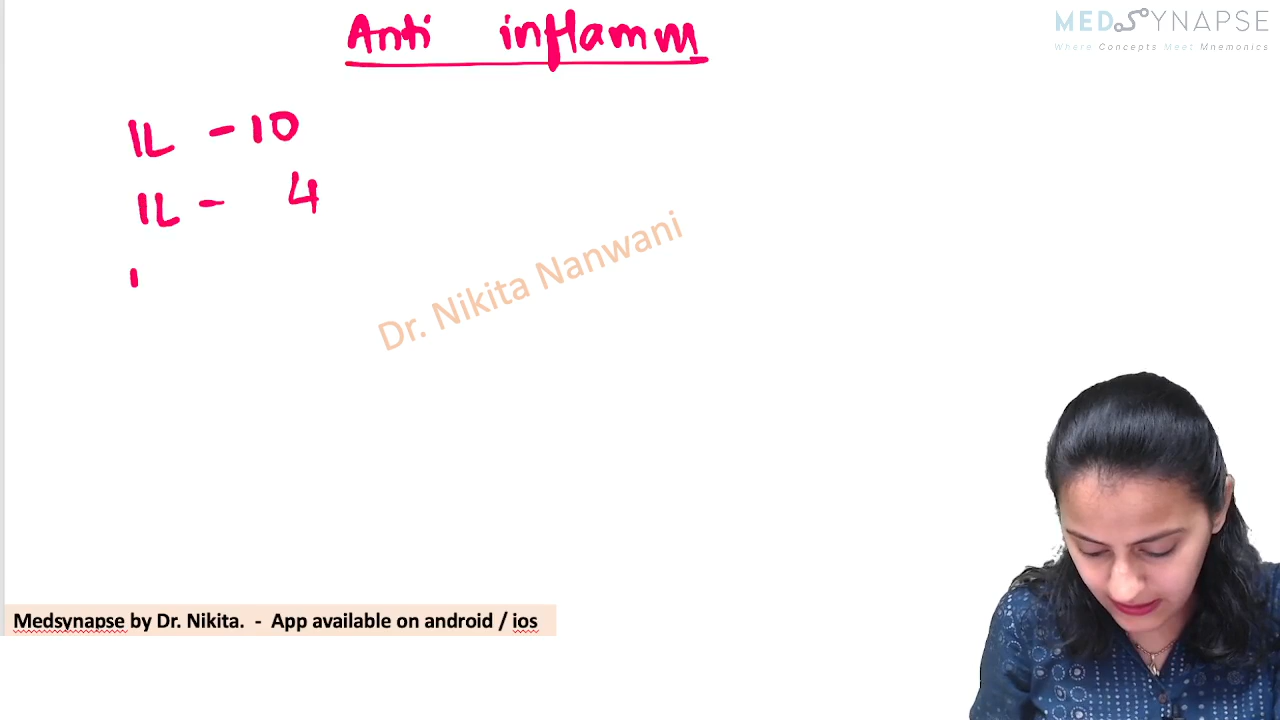 Anti inflamm
MEDSYNAPSE
Where Concepts Meet Mnemonics
IL - 10
IL - 4
I
Dr. Nikita Nanwani
Medsynapse by Dr. Nikita. - App available on android / ios